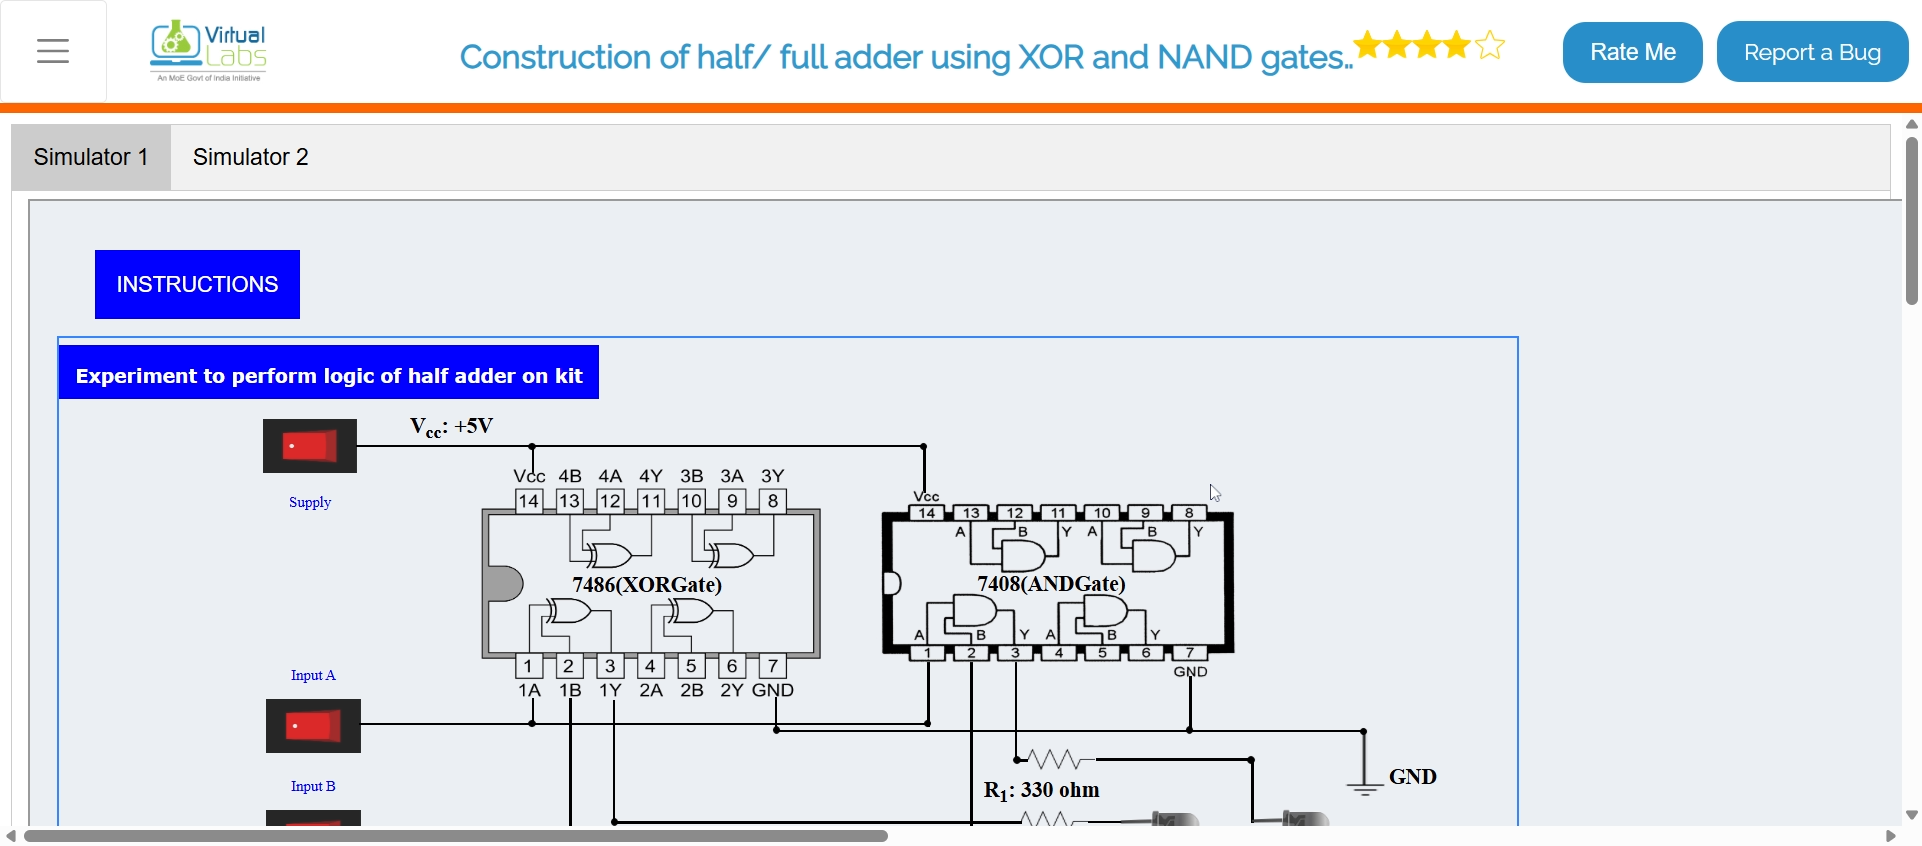 Virtual
Labs
An MoE Govt of India Initiative
Construction of half/ full adder using XOR and NAND gates..
Rate Me
Report a Bug
Simulator 1
Simulator 2
INSTRUCTIONS
Experiment to perform logic of half adder on kit
Vcc: +5V
Supply
Vcc 4B 4A 4Y 3B 3A 3Y
14 13 12 11 10 9 8
7486(XORGate)
1 2 3 4 5 6 7
1A 1B 1Y 2A 2B 2Y GND
Vcc
14 13 12 11 10 9 8
A B Y A B Y
7408(ANDGate)
A B Y A B Y
1 2 3 4 5 6 7
GND
Input A
Input B
R1: 330 ohm
GND